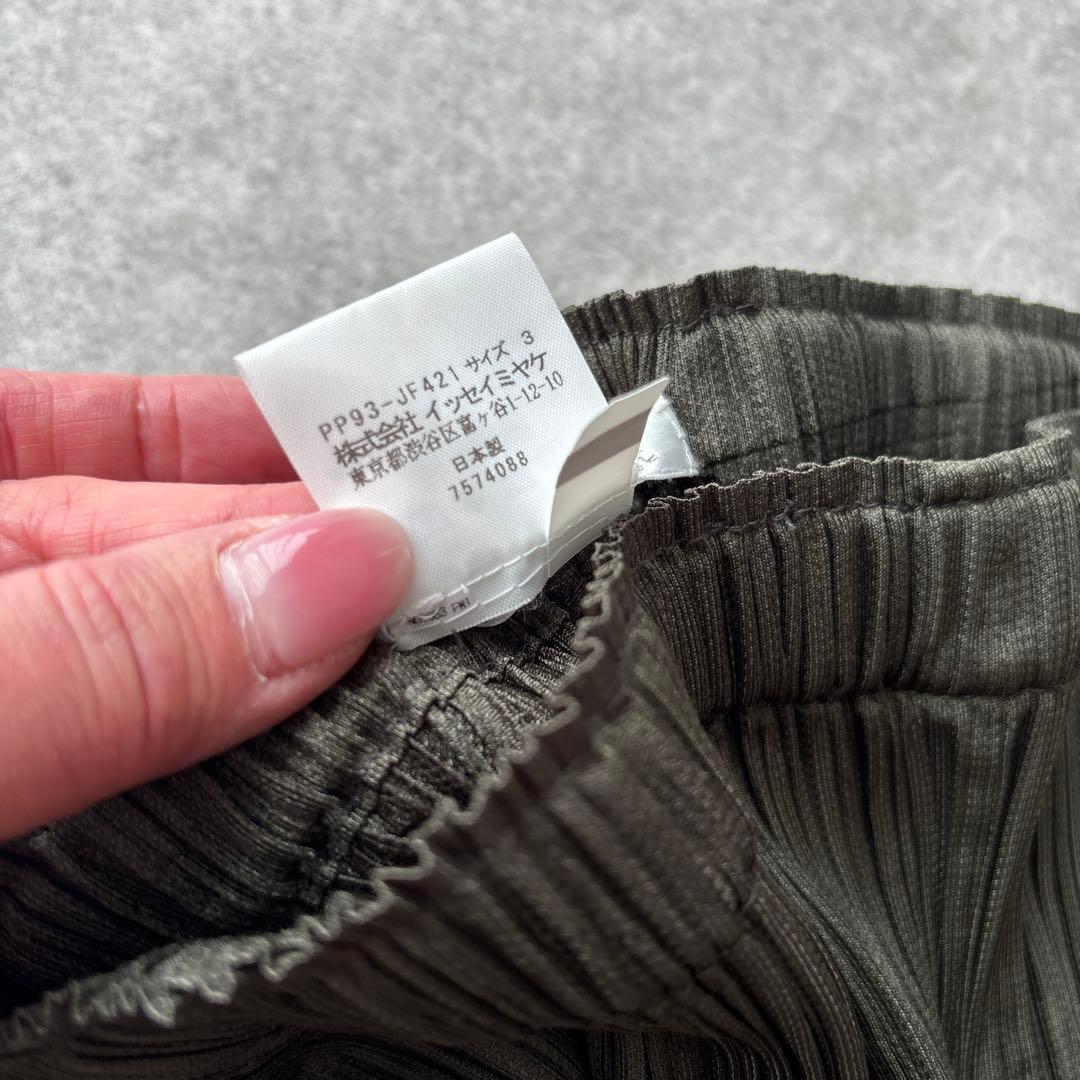 PP93-JF421 サイズ 3
株式会社 イッセイミヤケ
東京都渋谷区富ヶ谷1-12-10
日本製
7574088